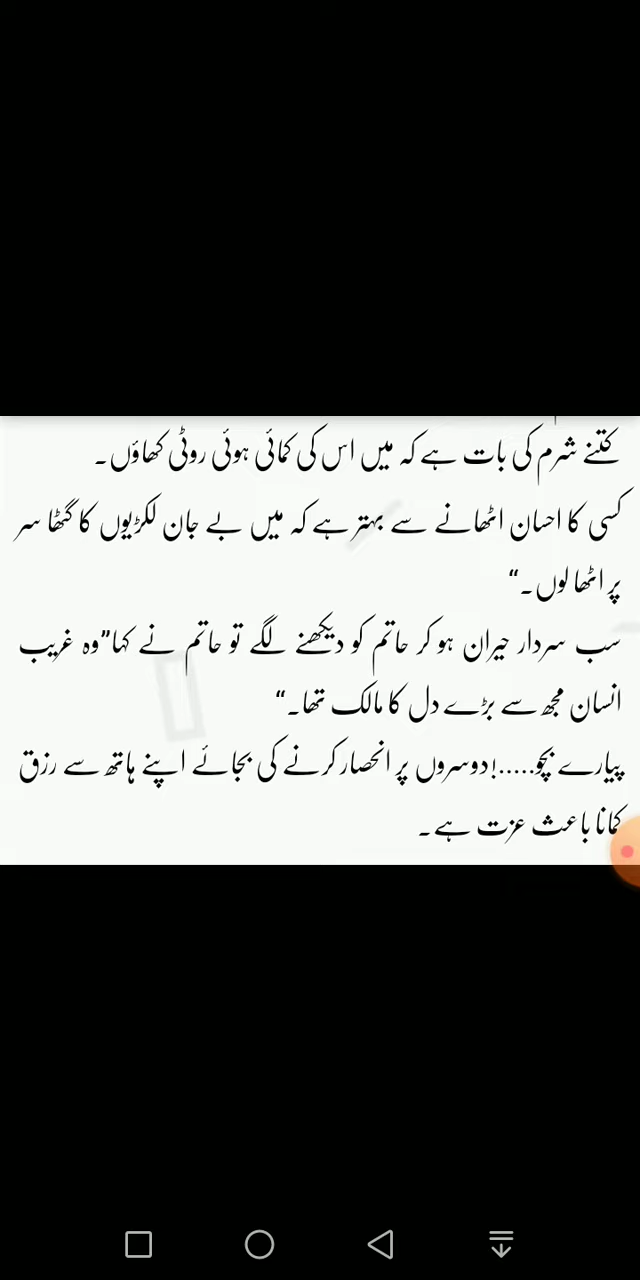 کتنے شرم کی بات ہے کہ میں اس کی کمائی ہوئی روٹی کھاؤں۔
کسی کا احسان اٹھانے سے بہتر ہے کہ میں بے جان لکڑیوں کا گٹھا سر
پر اٹھا لوں۔“
سب سردار حیران ہو کر حاتم کو دیکھنے لگے تو حاتم نے کہا”وہ غریب
انسان مجھ سے بڑے دل کا مالک تھا۔“
پیارے بچو.....!دوسروں پر انحصار کرنے کی بجائے اپنے ہاتھ سے رزق
کمانا باعث عزت ہے۔